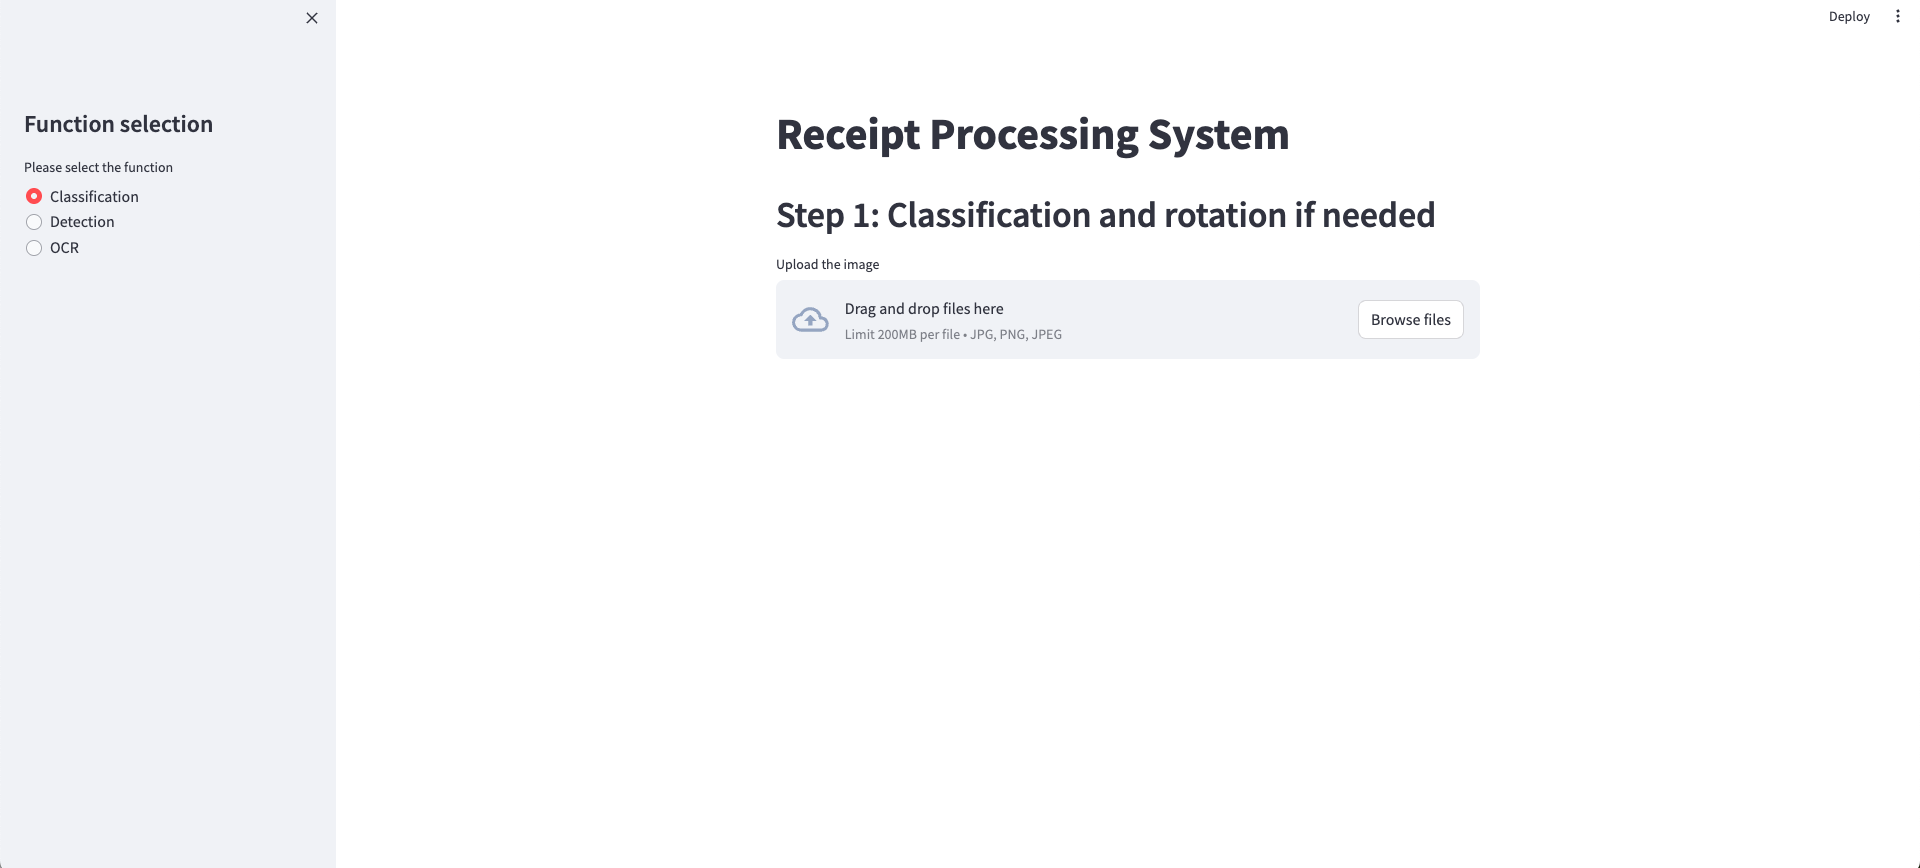 Deploy
Function selection
Please select the function
Classification
Detection
OCR
Receipt Processing System
Step 1: Classification and rotation if needed
Upload the image
Drag and drop files here
Limit 200MB per file • JPG, PNG, JPEG
Browse files